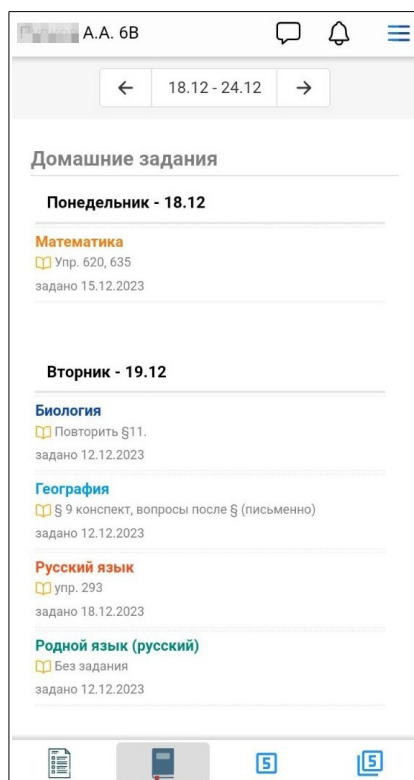 А.А. 6В
18.12 - 24.12
Домашние задания
Понедельник - 18.12
Математика
Упр. 620, 635
задано 15.12.2023
Вторник - 19.12
Биология
Повторить §11.
задано 12.12.2023
География
§ 9 конспект, вопросы после § (письменно)
задано 12.12.2023
Русский язык
упр. 293
задано 18.12.2023
Родной язык (русский)
Без задания
задано 12.12.2023
5
5